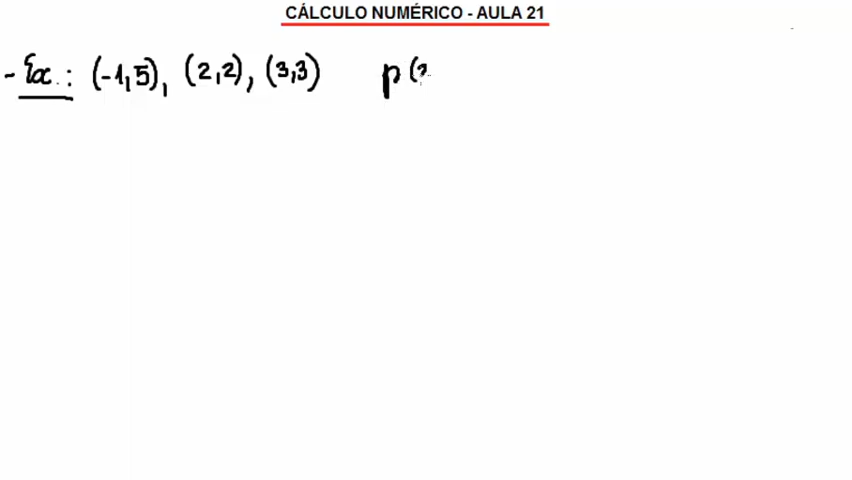 CÁLCULO NUMÉRICO - AULA 21
- Ex.: (-1,5), (2,2), (3,3) p(